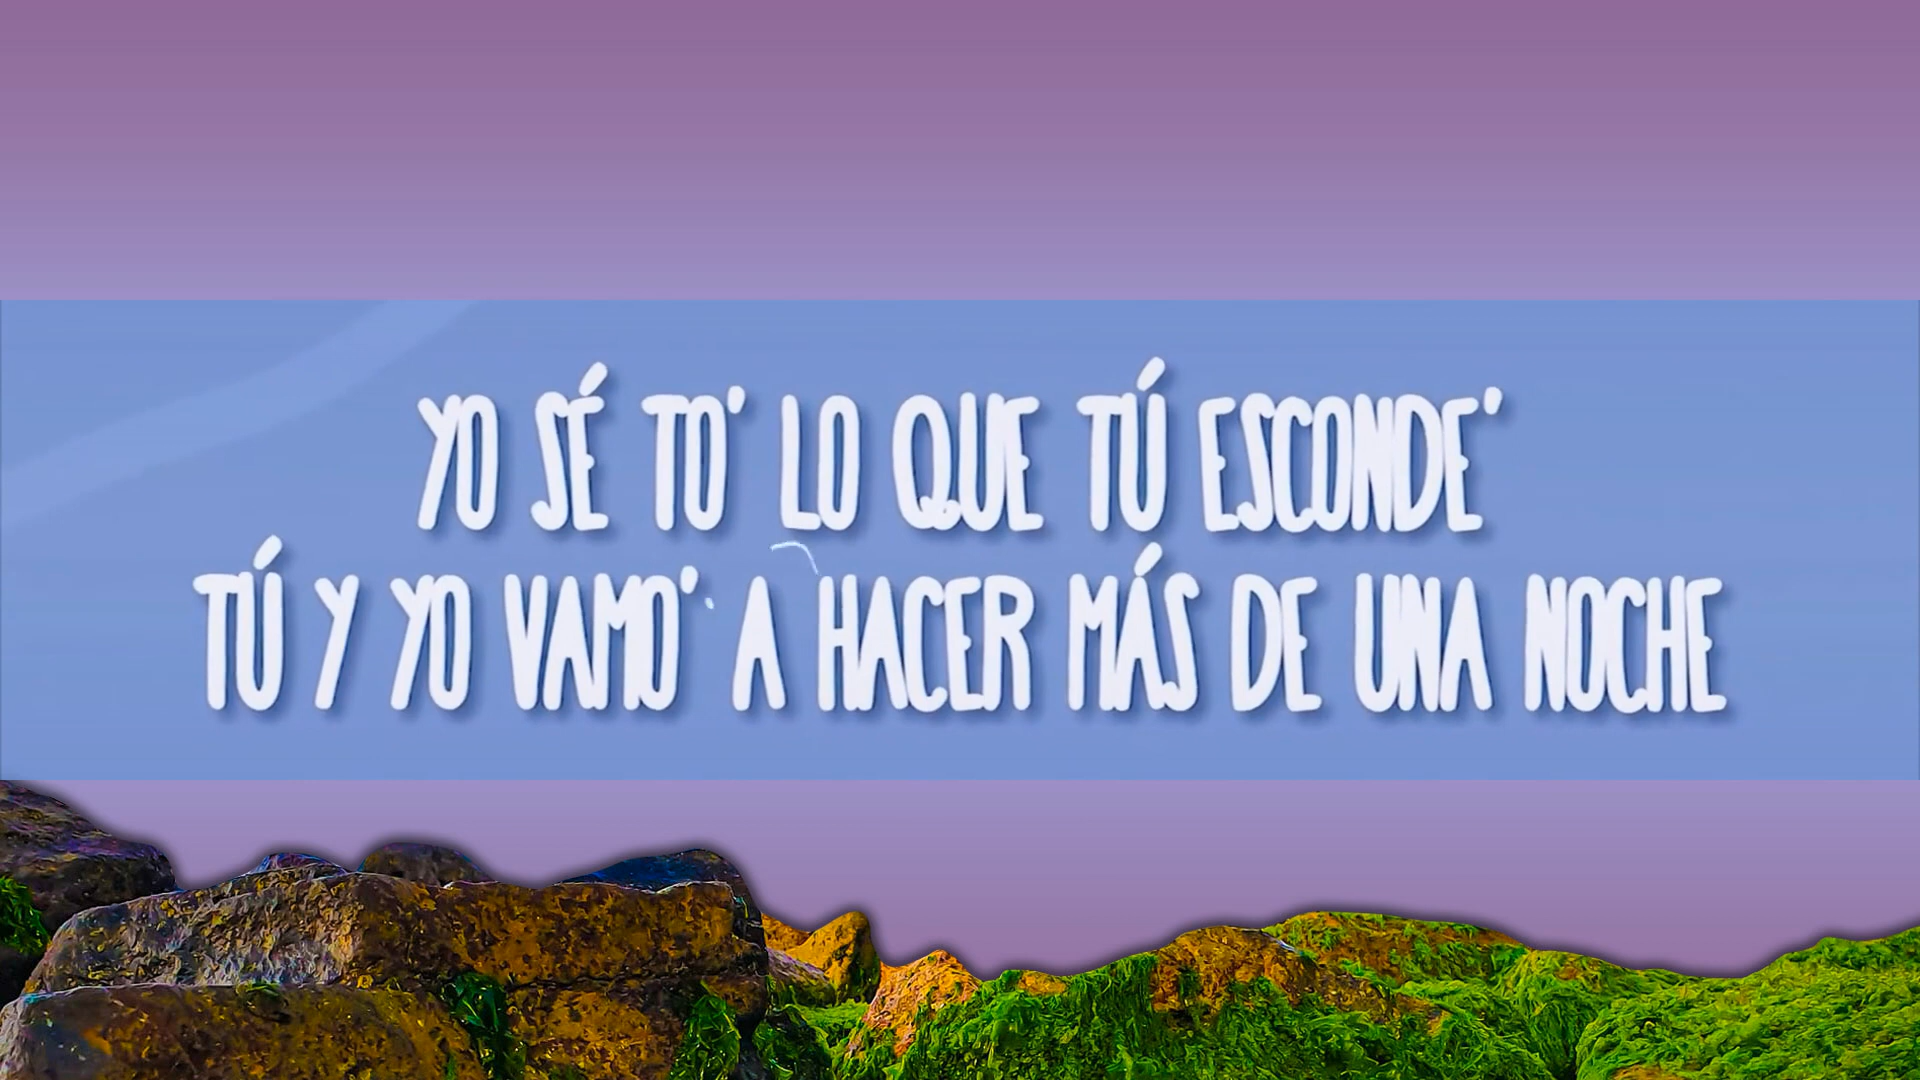 YO SÉ TO' LO QUE TÚ ESCONDE'
TÚ Y YO VAMO' A HACER MÁS DE UNA NOCHE